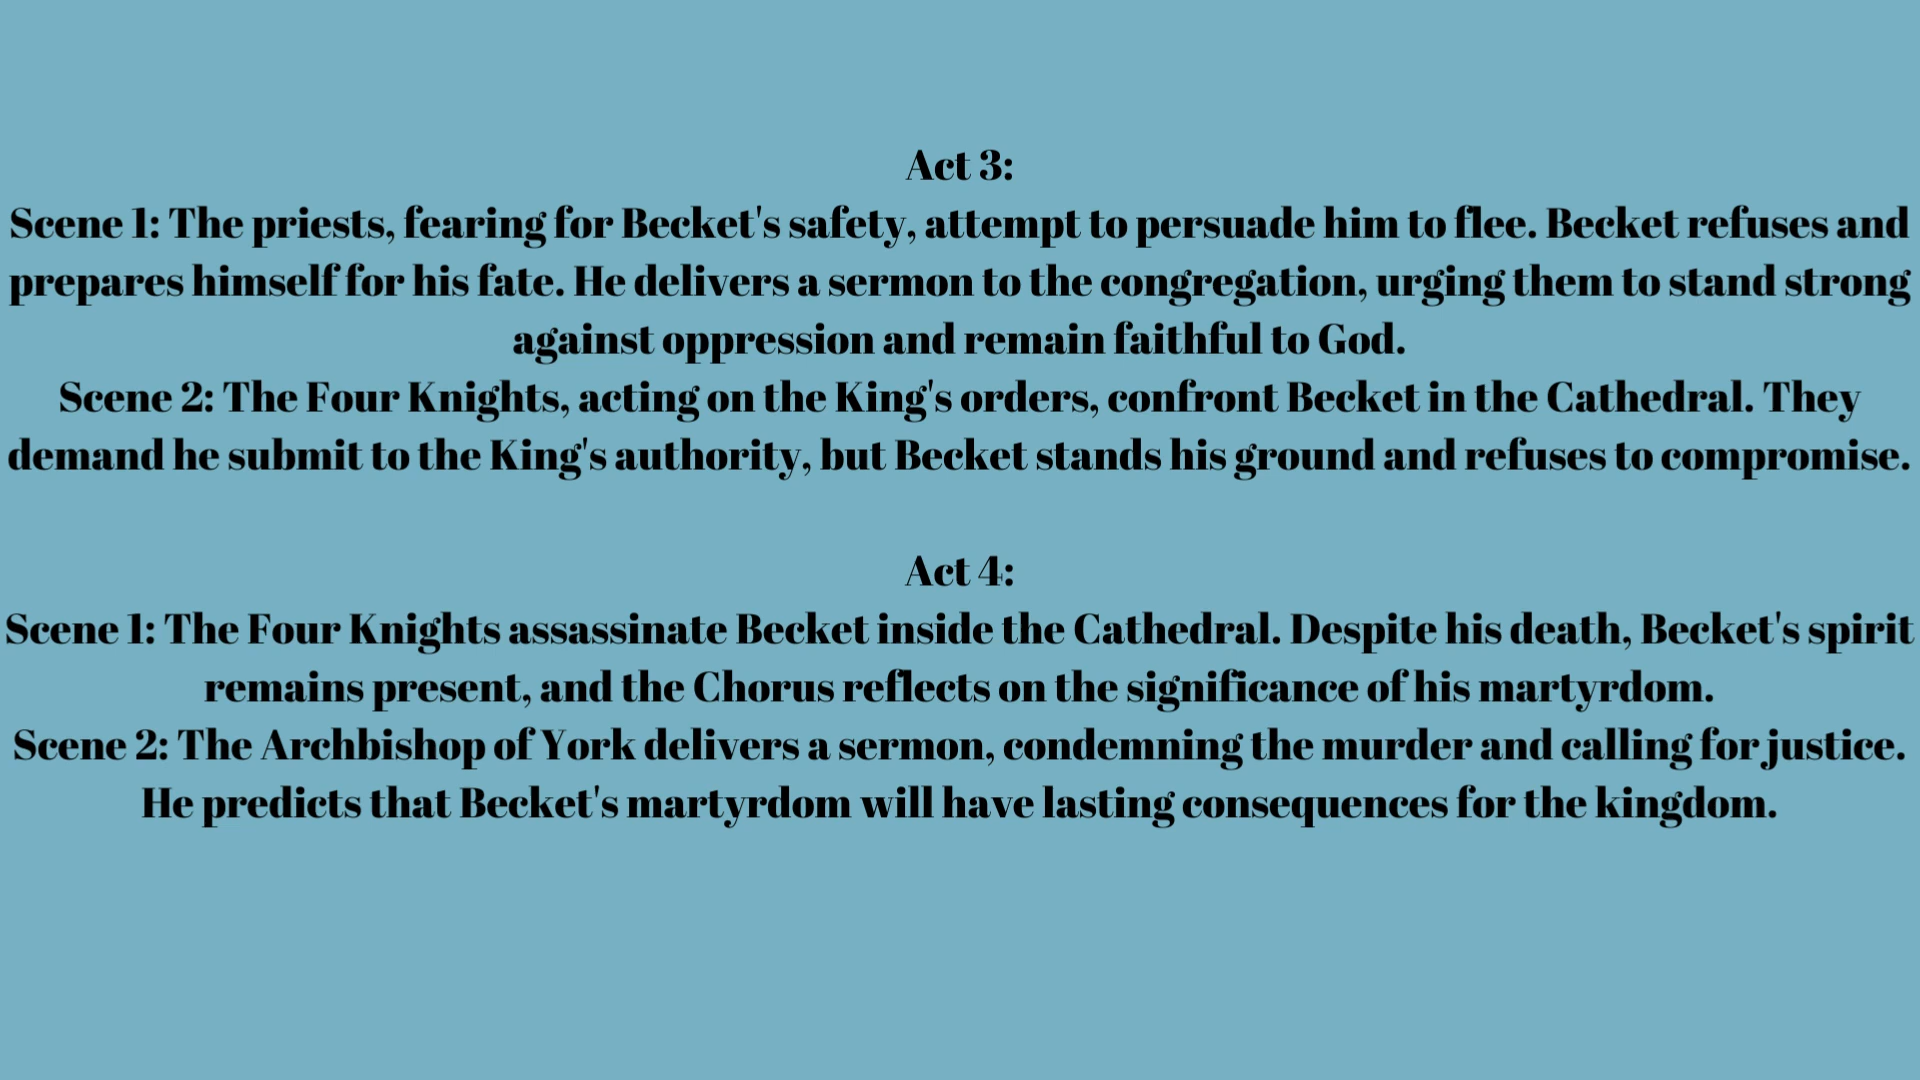 Act 3:
Scene 1: The priests, fearing for Becket's safety, attempt to persuade him to flee. Becket refuses and
prepares himself for his fate. He delivers a sermon to the congregation, urging them to stand strong
against oppression and remain faithful to God.
Scene 2: The Four Knights, acting on the King's orders, confront Becket in the Cathedral. They
demand he submit to the King's authority, but Becket stands his ground and refuses to compromise.
Act 4:
Scene 1: The Four Knights assassinate Becket inside the Cathedral. Despite his death, Becket's spirit
remains present, and the Chorus reflects on the significance of his martyrdom.
Scene 2: The Archbishop of York delivers a sermon, condemning the murder and calling for justice.
He predicts that Becket's martyrdom will have lasting consequences for the kingdom.